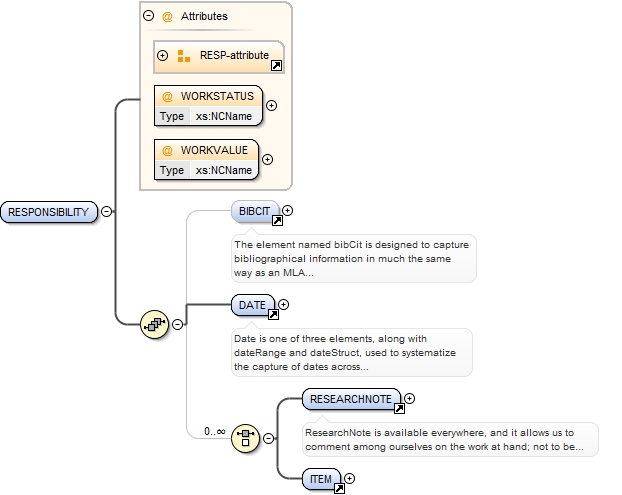 Attributes
RESP-attribute
@ WORKSTATUS
Type xs:NCName
@ WORKVALUE
Type xs:NCName
RESPONSIBILITY
BIBCIT
The element named bibCit is designed to capture
bibliographical information in much the same
way as an MLA...
DATE
Date is one of three elements, along with
dateRange and dateStruct, used to systematize
the capture of dates across...
RESEARCHNOTE
0..∞
ResearchNote is available everywhere, and it allows us to
comment among ourselves on the work at hand; not to be...
ITEM